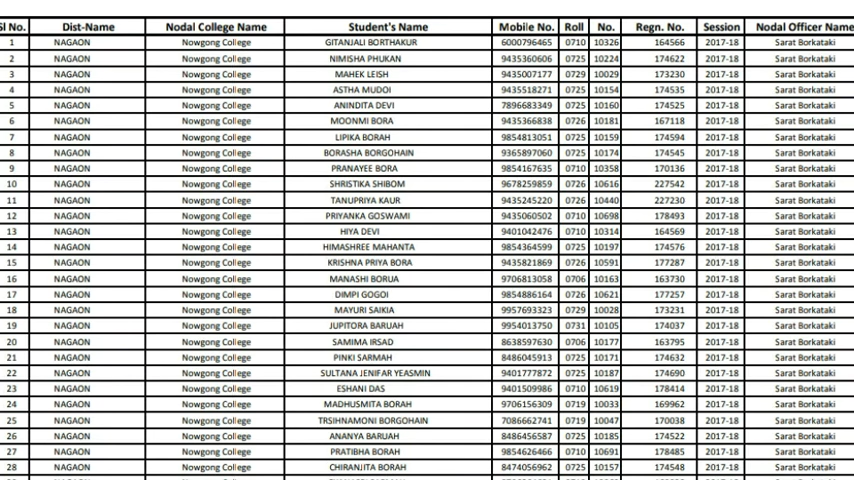 Sl No. Dist-Name Nodal College Name Student's Name Mobile No. Roll No. Regn. No. Session Nodal Officer Name
1 NAGAON Nowgong College GITANJALI BORTHAKUR 6000796465 0710 10326 164566 2017-18 Sarat Borkataki
2 NAGAON Nowgong College NIMISHA PHUKAN 9435360606 0725 10224 174622 2017-18 Sarat Borkataki
3 NAGAON Nowgong College MAHEK LEISH 9435007177 0729 10029 173230 2017-18 Sarat Borkataki
4 NAGAON Nowgong College ASTHA MUDOI 9435518271 0725 10154 174535 2017-18 Sarat Borkataki
5 NAGAON Nowgong College ANINDITA DEVI 7896683349 0725 10160 174525 2017-18 Sarat Borkataki
6 NAGAON Nowgong College MOONMI BORA 9435366838 0726 10181 167118 2017-18 Sarat Borkataki
7 NAGAON Nowgong College LIPIKA BORAH 9854813051 0725 10159 174594 2017-18 Sarat Borkataki
8 NAGAON Nowgong College BORASHA BORGOHAIN 9365897060 0725 10174 174545 2017-18 Sarat Borkataki
9 NAGAON Nowgong College PRANAYEE BORA 9854167635 0710 10358 170136 2017-18 Sarat Borkataki
10 NAGAON Nowgong College SHRISTIKA SHIBOM 9678259859 0726 10616 227542 2017-18 Sarat Borkataki
11 NAGAON Nowgong College TANUPRIYA KAUR 9435245220 0726 10440 227230 2017-18 Sarat Borkataki
12 NAGAON Nowgong College PRIYANKA GOSWAMI 9435060502 0710 10698 178493 2017-18 Sarat Borkataki
13 NAGAON Nowgong College HIYA DEVI 9401042476 0710 10314 164569 2017-18 Sarat Borkataki
14 NAGAON Nowgong College HIMASHREE MAHANTA 9854364599 0725 10197 174576 2017-18 Sarat Borkataki
15 NAGAON Nowgong College KRISHNA PRIYA BORA 9435821869 0726 10591 177287 2017-18 Sarat Borkataki
16 NAGAON Nowgong College MANASHI BORUA 9706813058 0706 10163 163730 2017-18 Sarat Borkataki
17 NAGAON Nowgong College DIMPI GOGOI 9854886164 0726 10621 177257 2017-18 Sarat Borkataki
18 NAGAON Nowgong College MAYURI SAIKIA 9957693323 0729 10028 173231 2017-18 Sarat Borkataki
19 NAGAON Nowgong College JUPITORA BARUAH 9954013750 0731 10105 174037 2017-18 Sarat Borkataki
20 NAGAON Nowgong College SAMIMA IRSAD 8638597630 0706 10177 163795 2017-18 Sarat Borkataki
21 NAGAON Nowgong College PINKI SARMAH 8486045913 0725 10171 174632 2017-18 Sarat Borkataki
22 NAGAON Nowgong College SULTANA JENIFAR YEASMIN 9401777872 0725 10187 174690 2017-18 Sarat Borkataki
23 NAGAON Nowgong College ESHANI DAS 9401509986 0710 10619 178414 2017-18 Sarat Borkataki
24 NAGAON Nowgong College MADHUSMITA BORAH 9706156309 0719 10033 169962 2017-18 Sarat Borkataki
25 NAGAON Nowgong College TRSIHNAMONI BORGOHAIN 7086662741 0719 10047 170038 2017-18 Sarat Borkataki
26 NAGAON Nowgong College ANANYA BARUAH 8486456587 0725 10185 174522 2017-18 Sarat Borkataki
27 NAGAON Nowgong College PRATIBHA BORAH 9854626466 0710 10691 178485 2017-18 Sarat Borkataki
28 NAGAON Nowgong College CHIRANJITA BORAH 8474056962 0725 10157 174548 2017-18 Sarat Borkataki